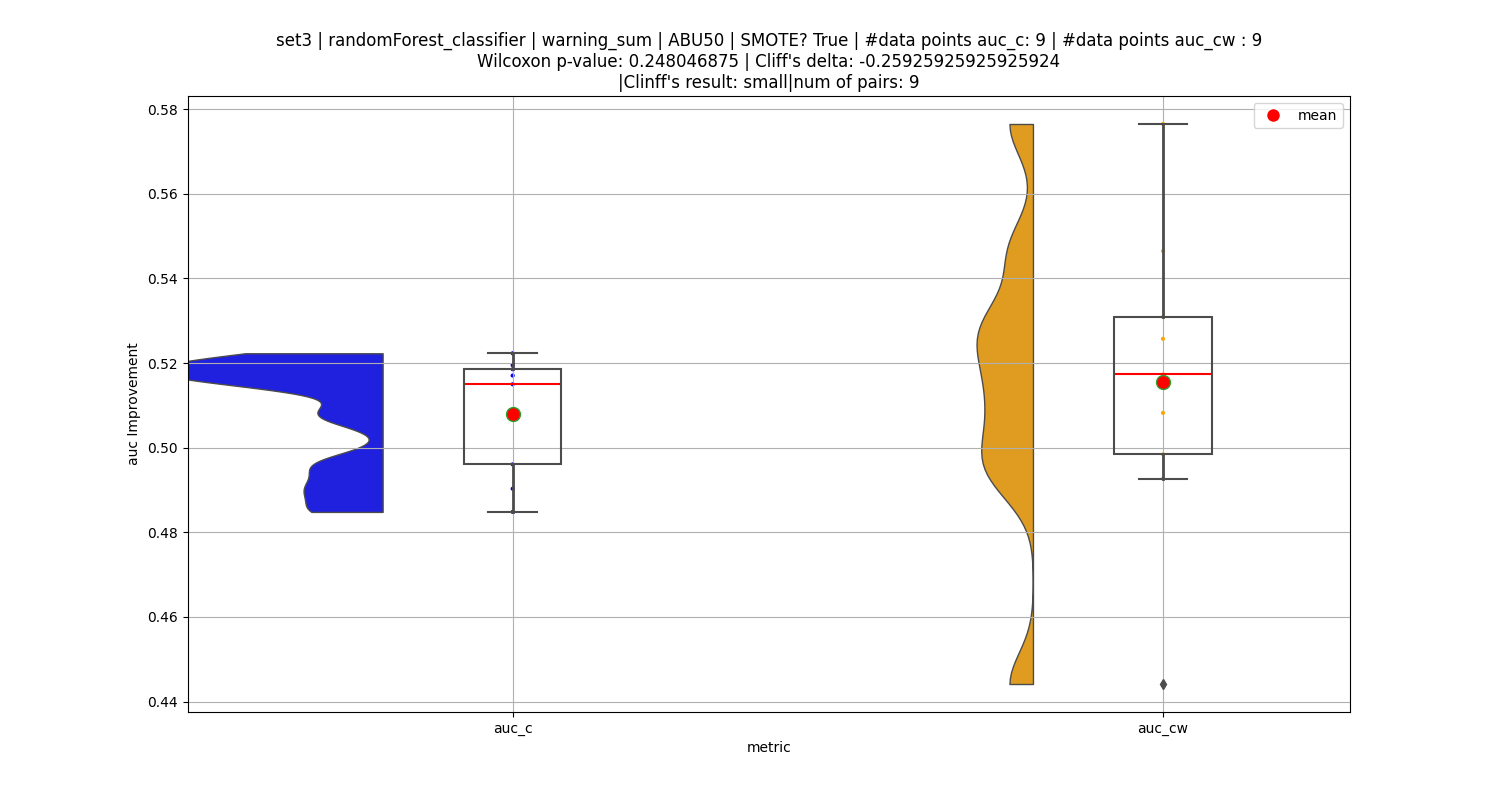 set3 | randomForest_classifier | warning_sum | ABU50 | SMOTE? True | #data points auc_c: 9 | #data points auc_cw : 9
Wilcoxon p-value: 0.248046875 | Cliff's delta: -0.25925925925925924
|Clinff's result: small|num of pairs: 9
mean
0.58
0.56
0.54
0.52
0.50
0.48
0.46
0.44
auc Improvement
auc_c
auc_cw
metric